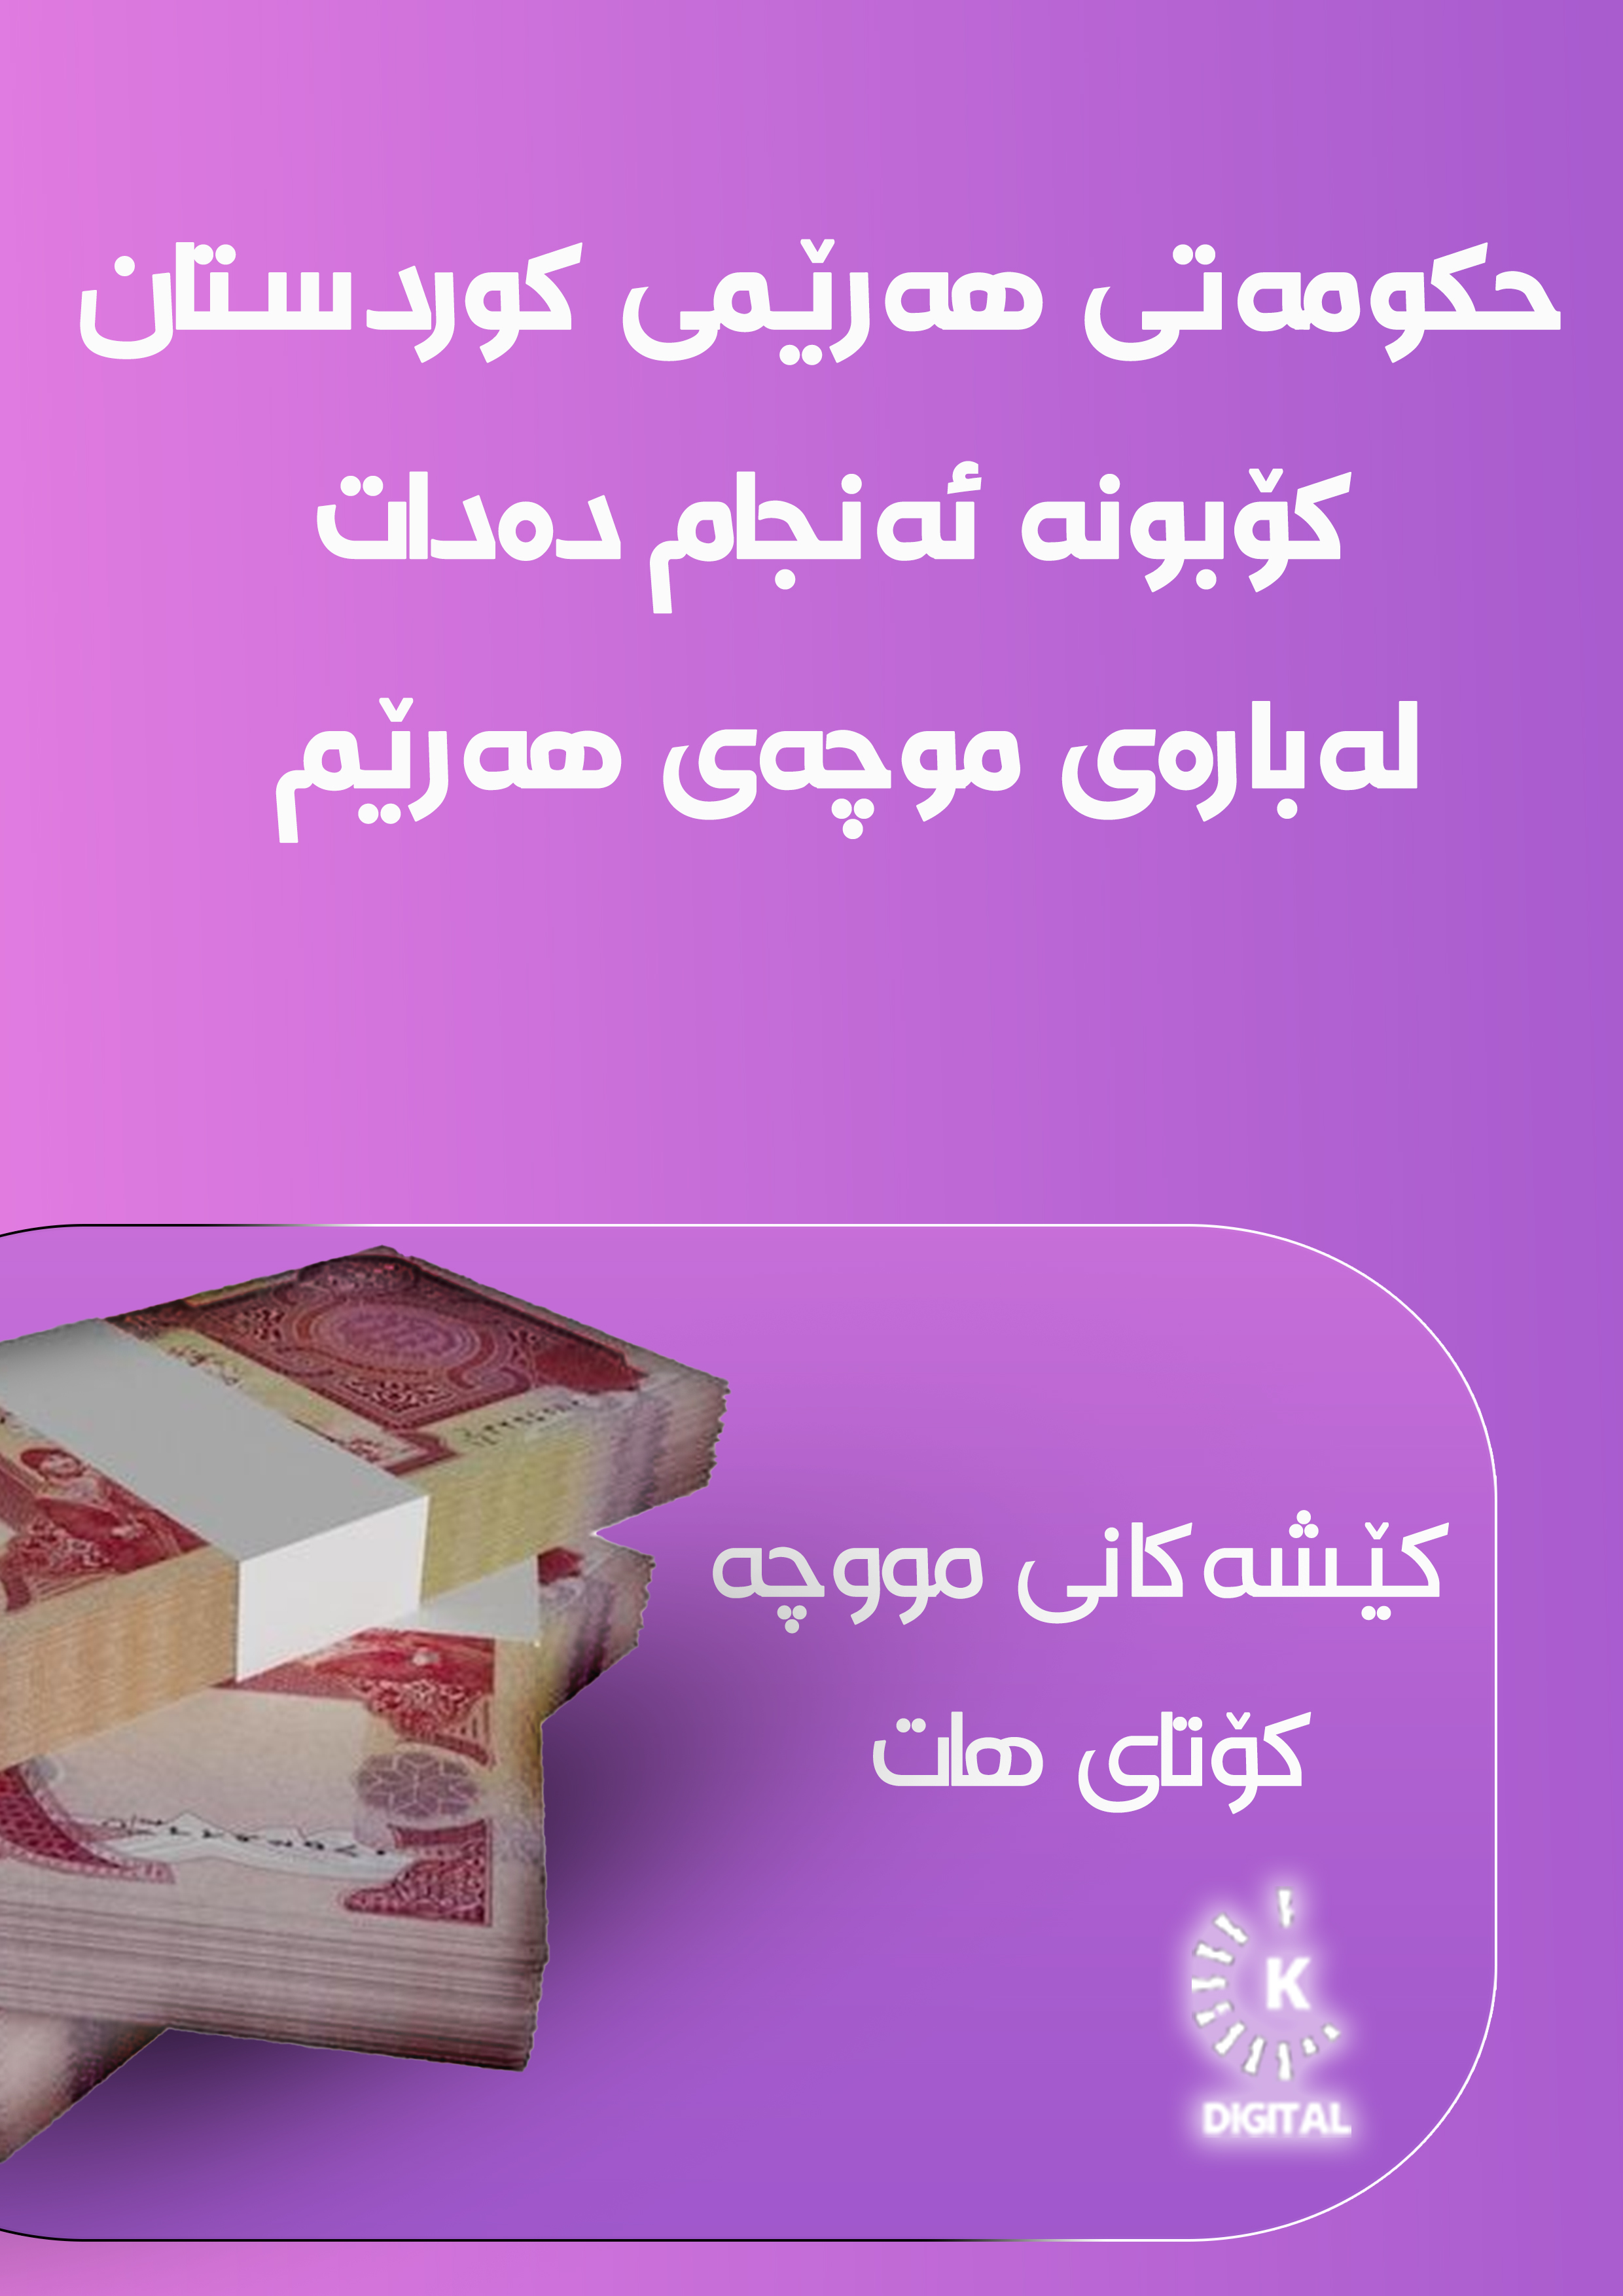 حکومەتی هەرێمی کوردستان
کۆبونە ئەنجام دەدات
لەبارەی موچەی هەرێم
کێشەکانی مووچە
کۆتای هات
K
DIGITAL